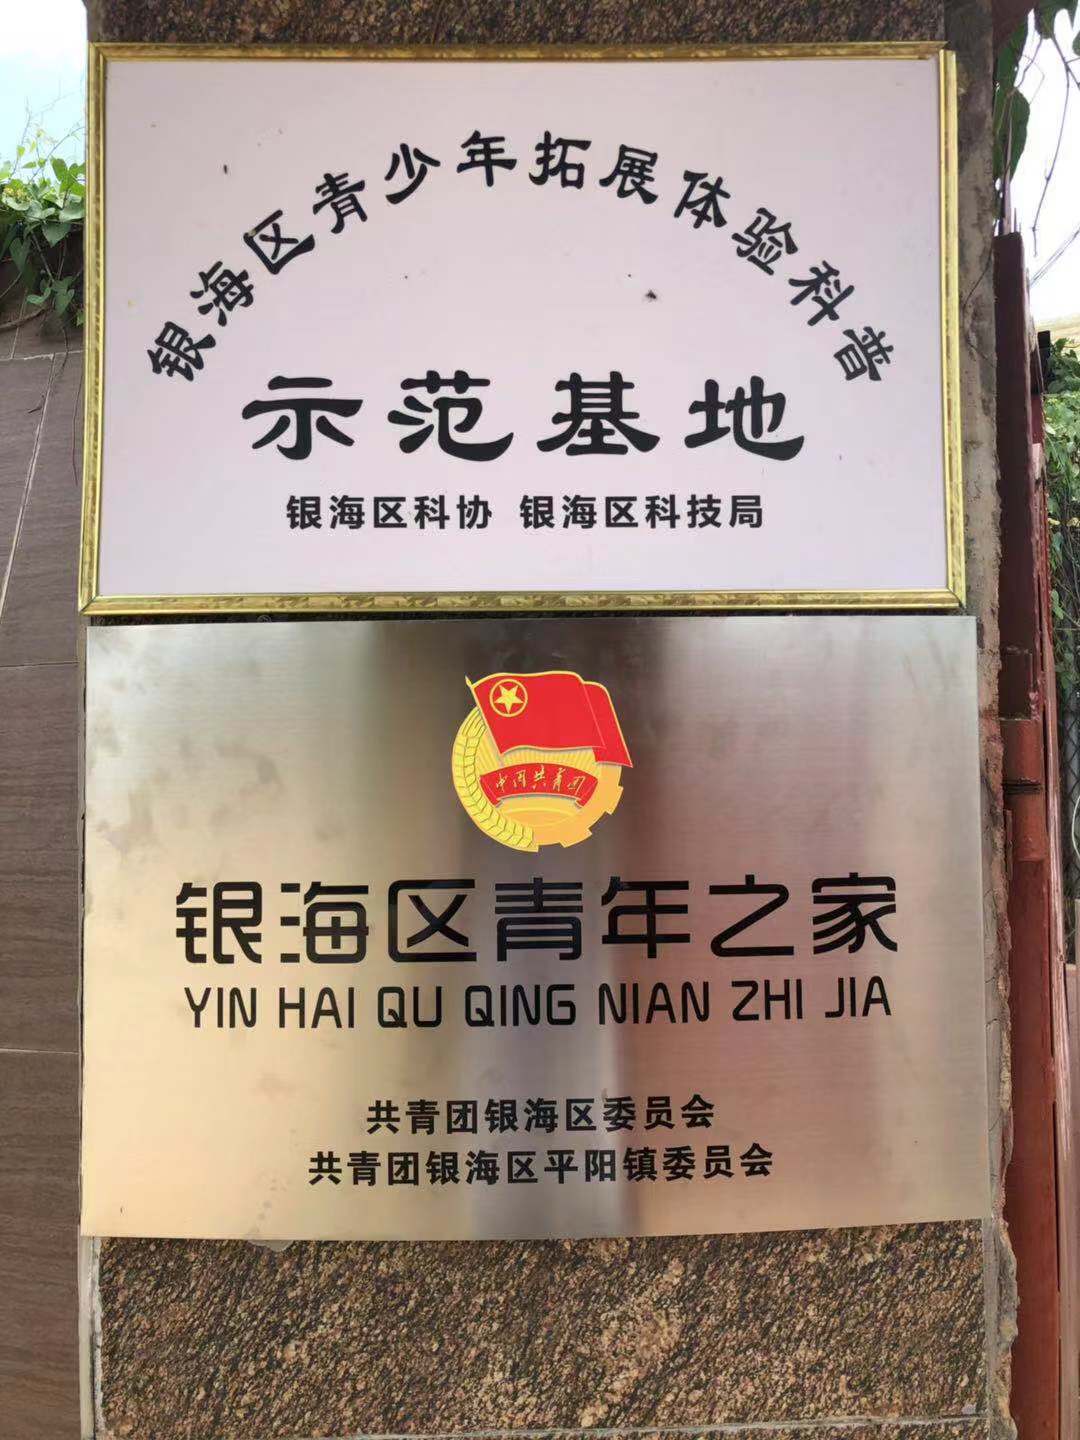 银海区青少年拓展体验科普
示范基地
银海区科协 银海区科技局
中国共青团
银海区青年之家
YIN HAI QU QING NIAN ZHI JIA
共青团银海区委员会
共青团银海区平阳镇委员会